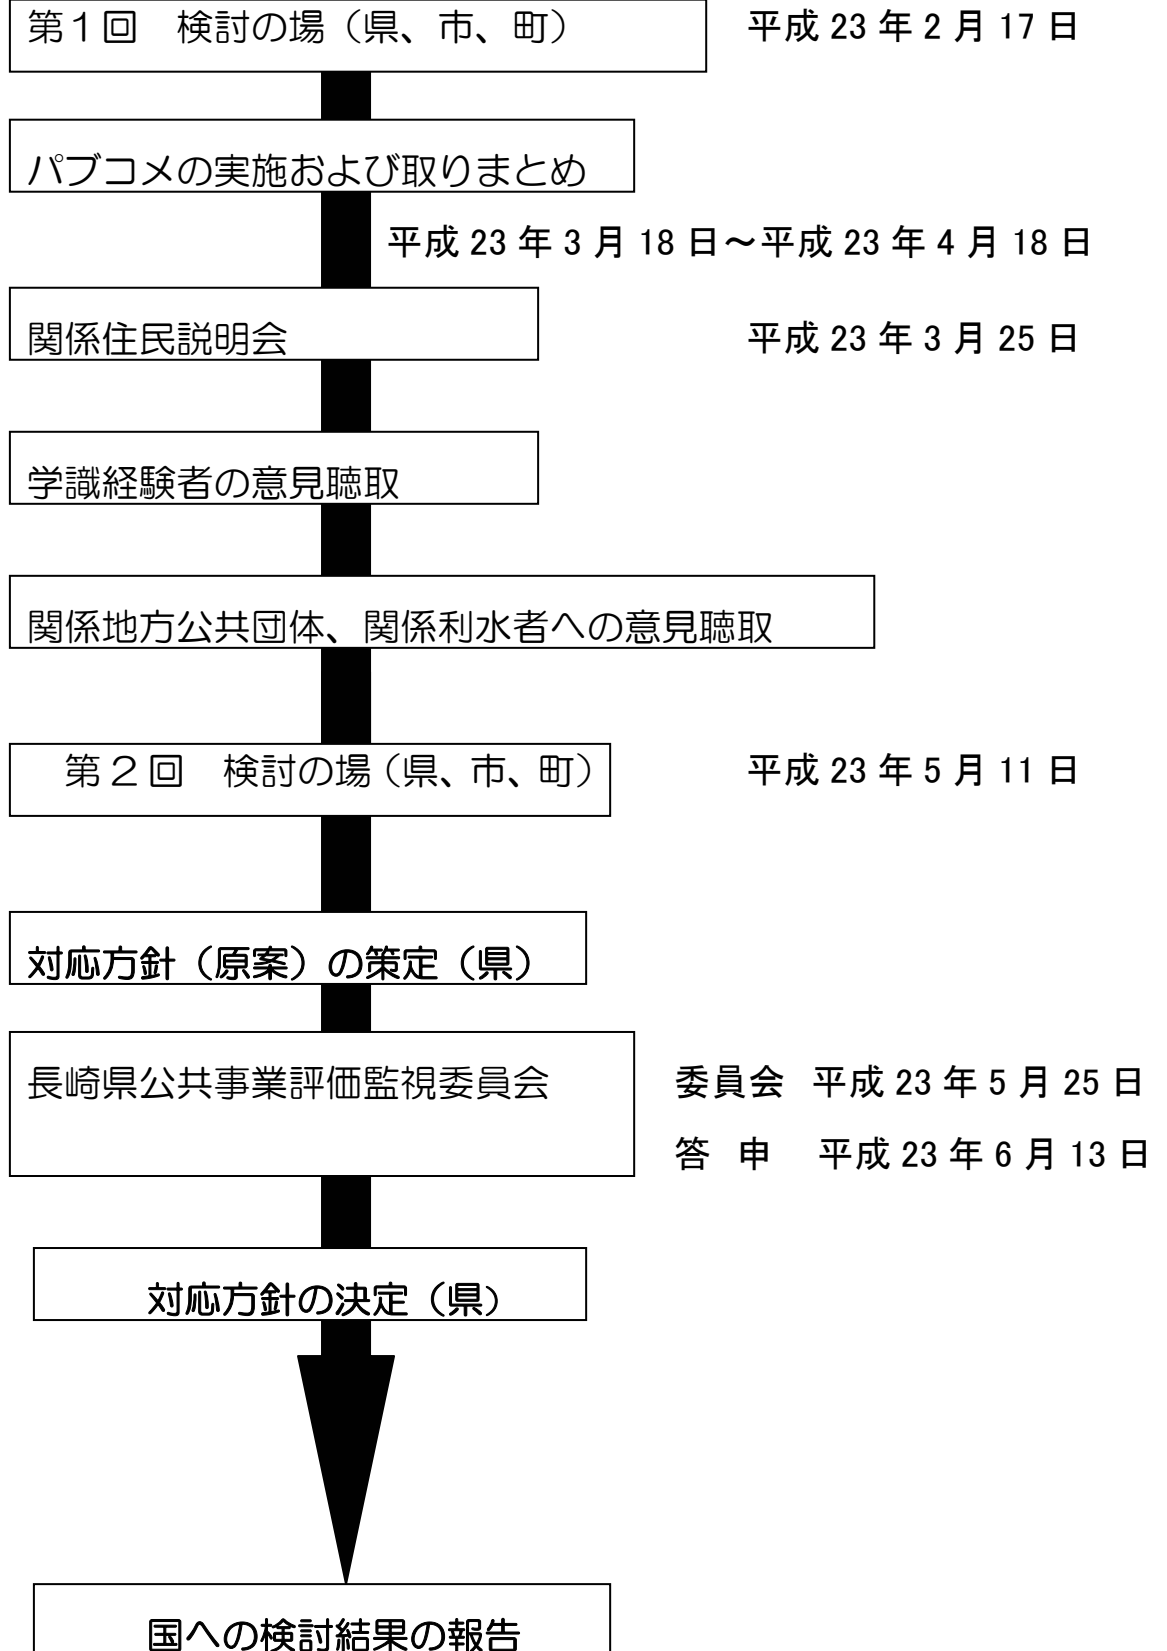 第１回　検討の場（県、市、町）　平成 23 年 2 月 17 日
パブコメの実施および取りまとめ
平成 23 年 3 月 18 日～平成 23 年 4 月 18 日
関係住民説明会　平成 23 年 3 月 25 日
学識経験者の意見聴取
関係地方公共団体、関係利水者への意見聴取
第２回　検討の場（県、市、町）　平成 23 年 5 月 11 日
対応方針（原案）の策定（県）
長崎県公共事業評価監視委員会　委員会　平成 23 年 5 月 25 日
答　申　平成 23 年 6 月 13 日
対応方針の決定（県）
国への検討結果の報告